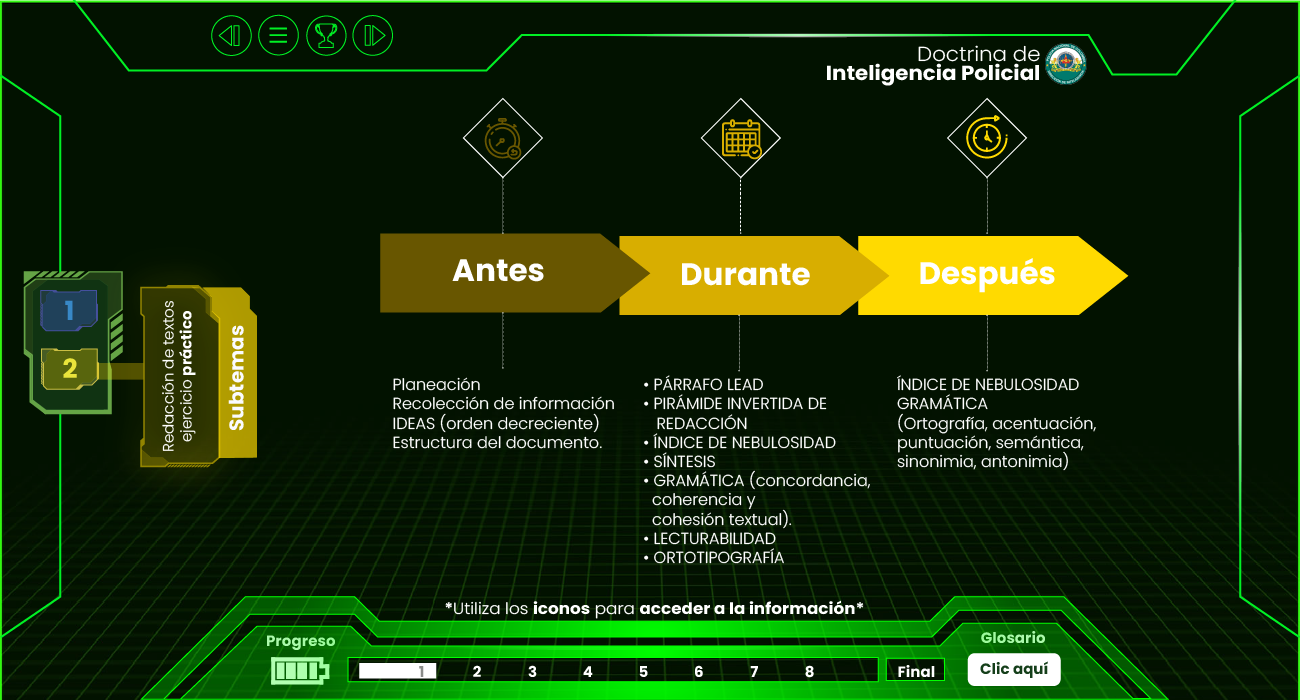 Doctrina de
Inteligencia Policial
Antes
Durante
Después
1
2
Redacción de textos
ejercicio práctico
Subtemas
Planeación
Recolección de información
IDEAS (orden decreciente)
Estructura del documento.
• PÁRRAFO LEAD
• PIRÁMIDE INVERTIDA DE
REDACCIÓN
• ÍNDICE DE NEBULOSIDAD
• SÍNTESIS
• GRAMÁTICA (concordancia,
coherencia y
cohesión textual).
• LECTURABILIDAD
• ORTOTIPOGRAFÍA
ÍNDICE DE NEBULOSIDAD
GRAMÁTICA
(Ortografía, acentuación,
puntuación, semántica,
sinonimia, antonimia)
*Utiliza los iconos para acceder a la información*
Progreso
1 2 3 4 5 6 7 8 Final
Glosario
Clic aquí